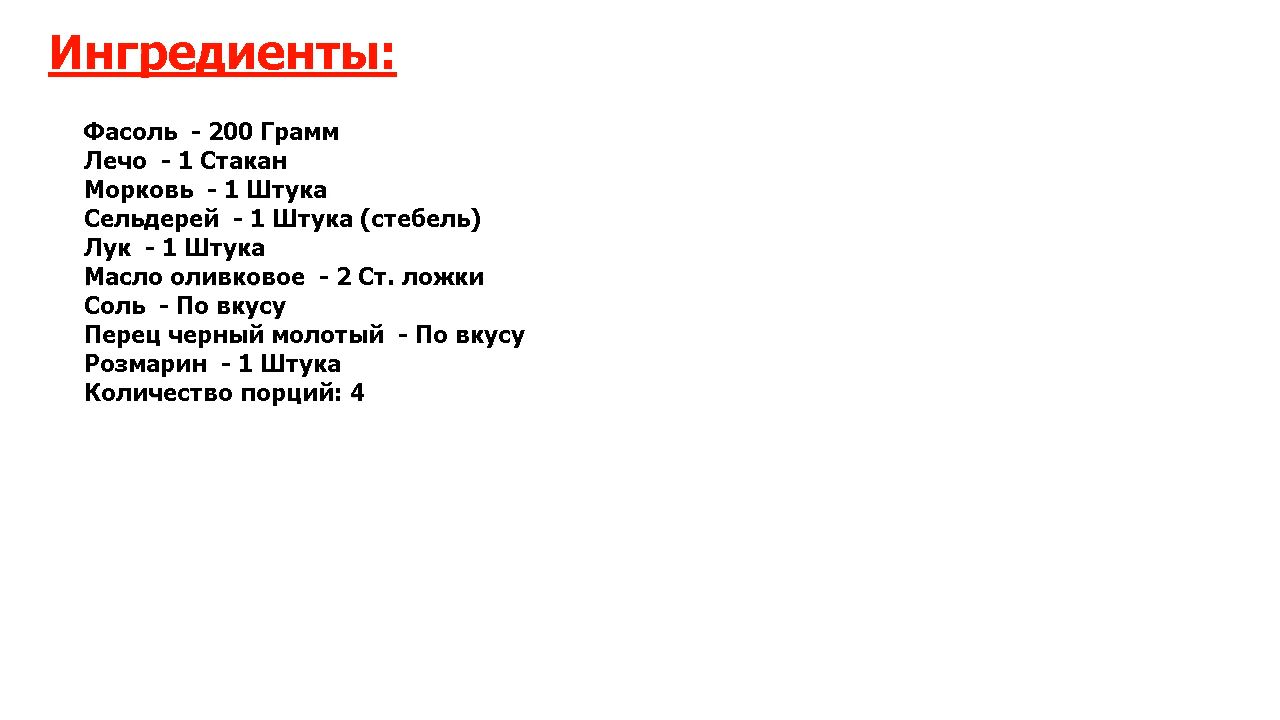 Ингредиенты:
Фасоль  - 200 Грамм
Лечо  - 1 Стакан
Морковь  - 1 Штука
Сельдерей  - 1 Штука (стебель)
Лук  - 1 Штука
Масло оливковое  - 2 Ст. ложки
Соль  - По вкусу
Перец черный молотый  - По вкусу
Розмарин  - 1 Штука
Количество порций: 4